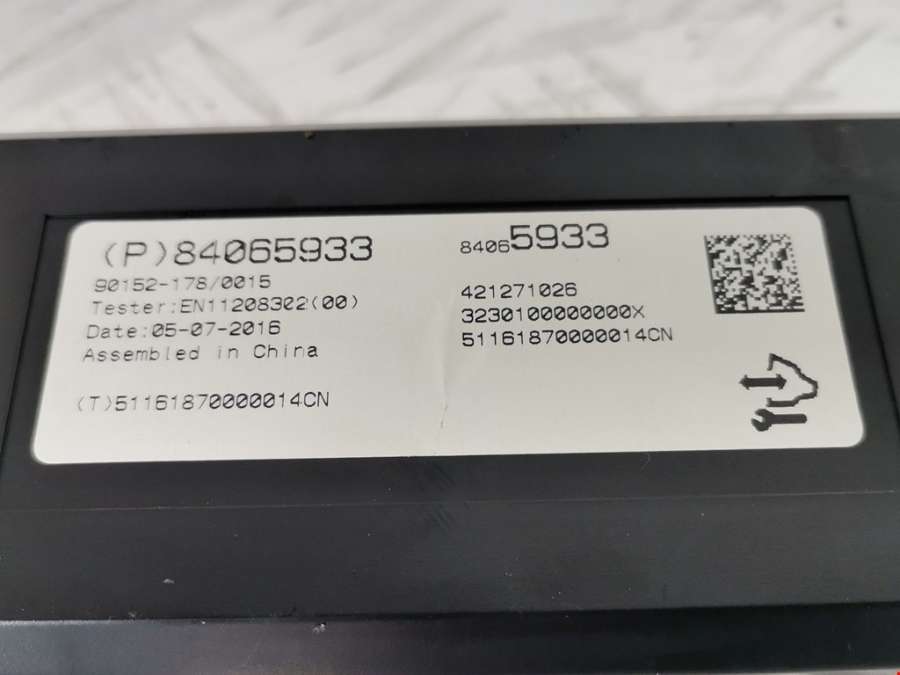 (P)84065933
90152-178/0015
Tester:EN11208302(00)
Date:05-07-2016
Assembled in China
(T)51161870000014CN
84065933
421271026
3230100000000X
51161870000014CN